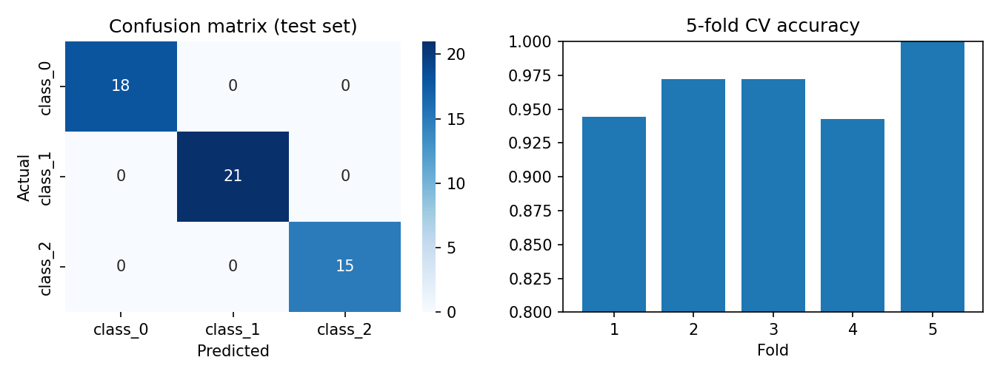 Confusion matrix (test set)
Actual
class_0
class_1
class_2
18 0 0
0 21 0
0 0 15
class_0 class_1 class_2
Predicted
20
15
10
5
0
5-fold CV accuracy
1.000
0.975
0.950
0.925
0.900
0.875
0.850
0.825
0.800
1 2 3 4 5
Fold